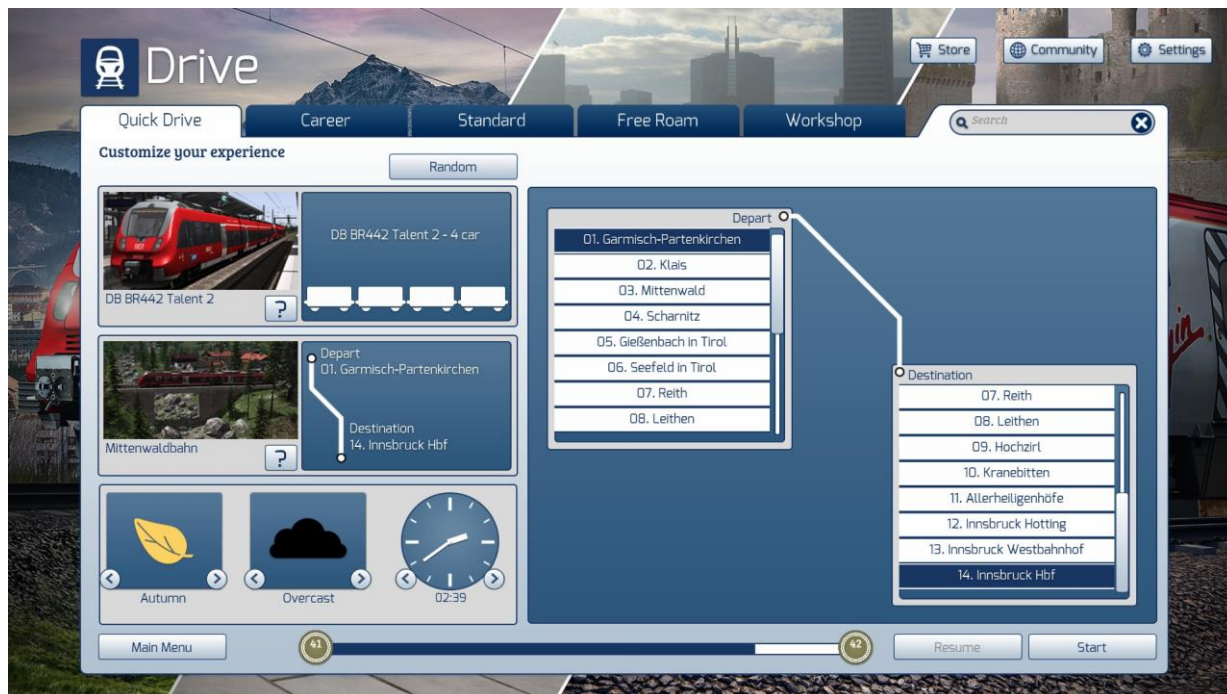 Drive
Store
Community
Settings
Quick Drive
Career
Standard
Free Roam
Workshop
Search
Customize your experience
Random
DB BR442 Talent 2 - 4 car
DB BR442 Talent 2
?
Depart
01. Garmisch-Partenkirchen
Destination
14. Innsbruck Hbf
Mittenwaldbahn
?
Autumn
Overcast
02:39
Depart
01. Garmisch-Partenkirchen
02. Klais
03. Mittenwald
04. Scharnitz
05. Gießenbach in Tirol
06. Seefeld in Tirol
07. Reith
08. Leithen
Destination
07. Reith
08. Leithen
09. Hochzirl
10. Kranebitten
11. Allerheiligenhöfe
12. Innsbruck Hotting
13. Innsbruck Westbahnhof
14. Innsbruck Hbf
Main Menu
41
42
Resume
Start